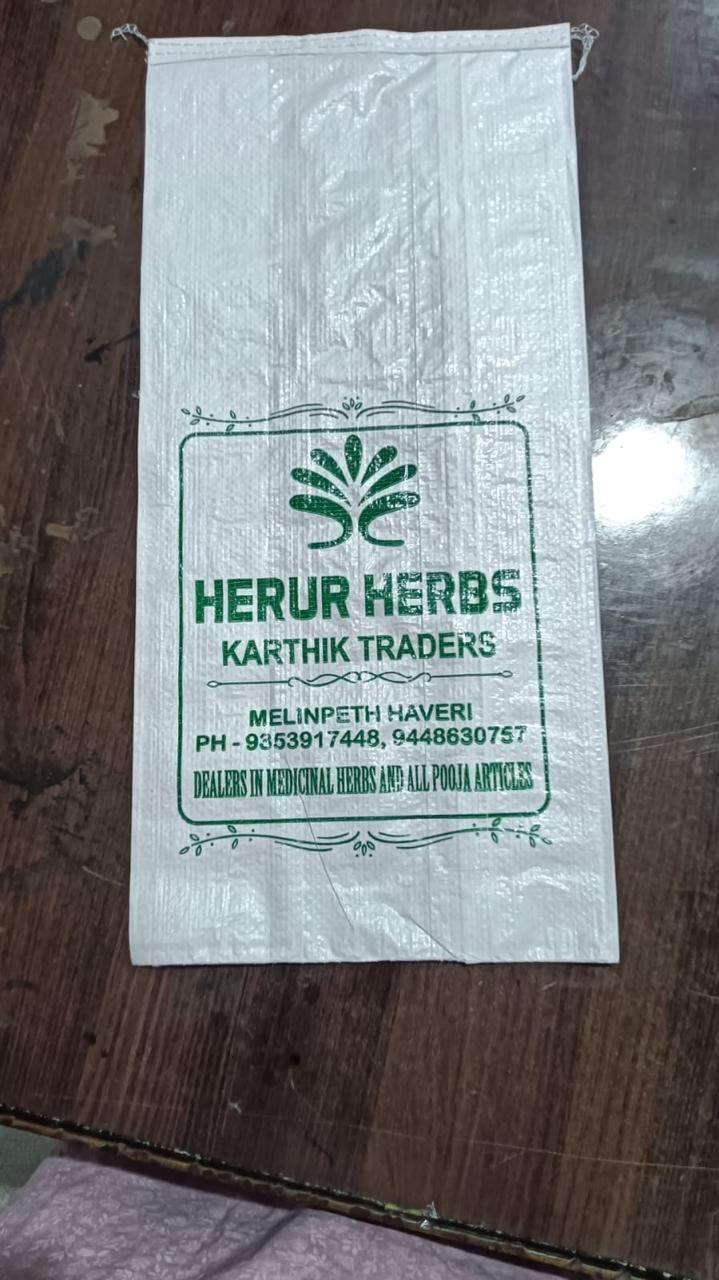 HERUR HERBS
KARTHIK TRADERS
MELINPETH HAVERI
PH - 9353917448, 9448630757
DEALERS IN MEDICINAL HERBS AND ALL POOJA ARTICLES